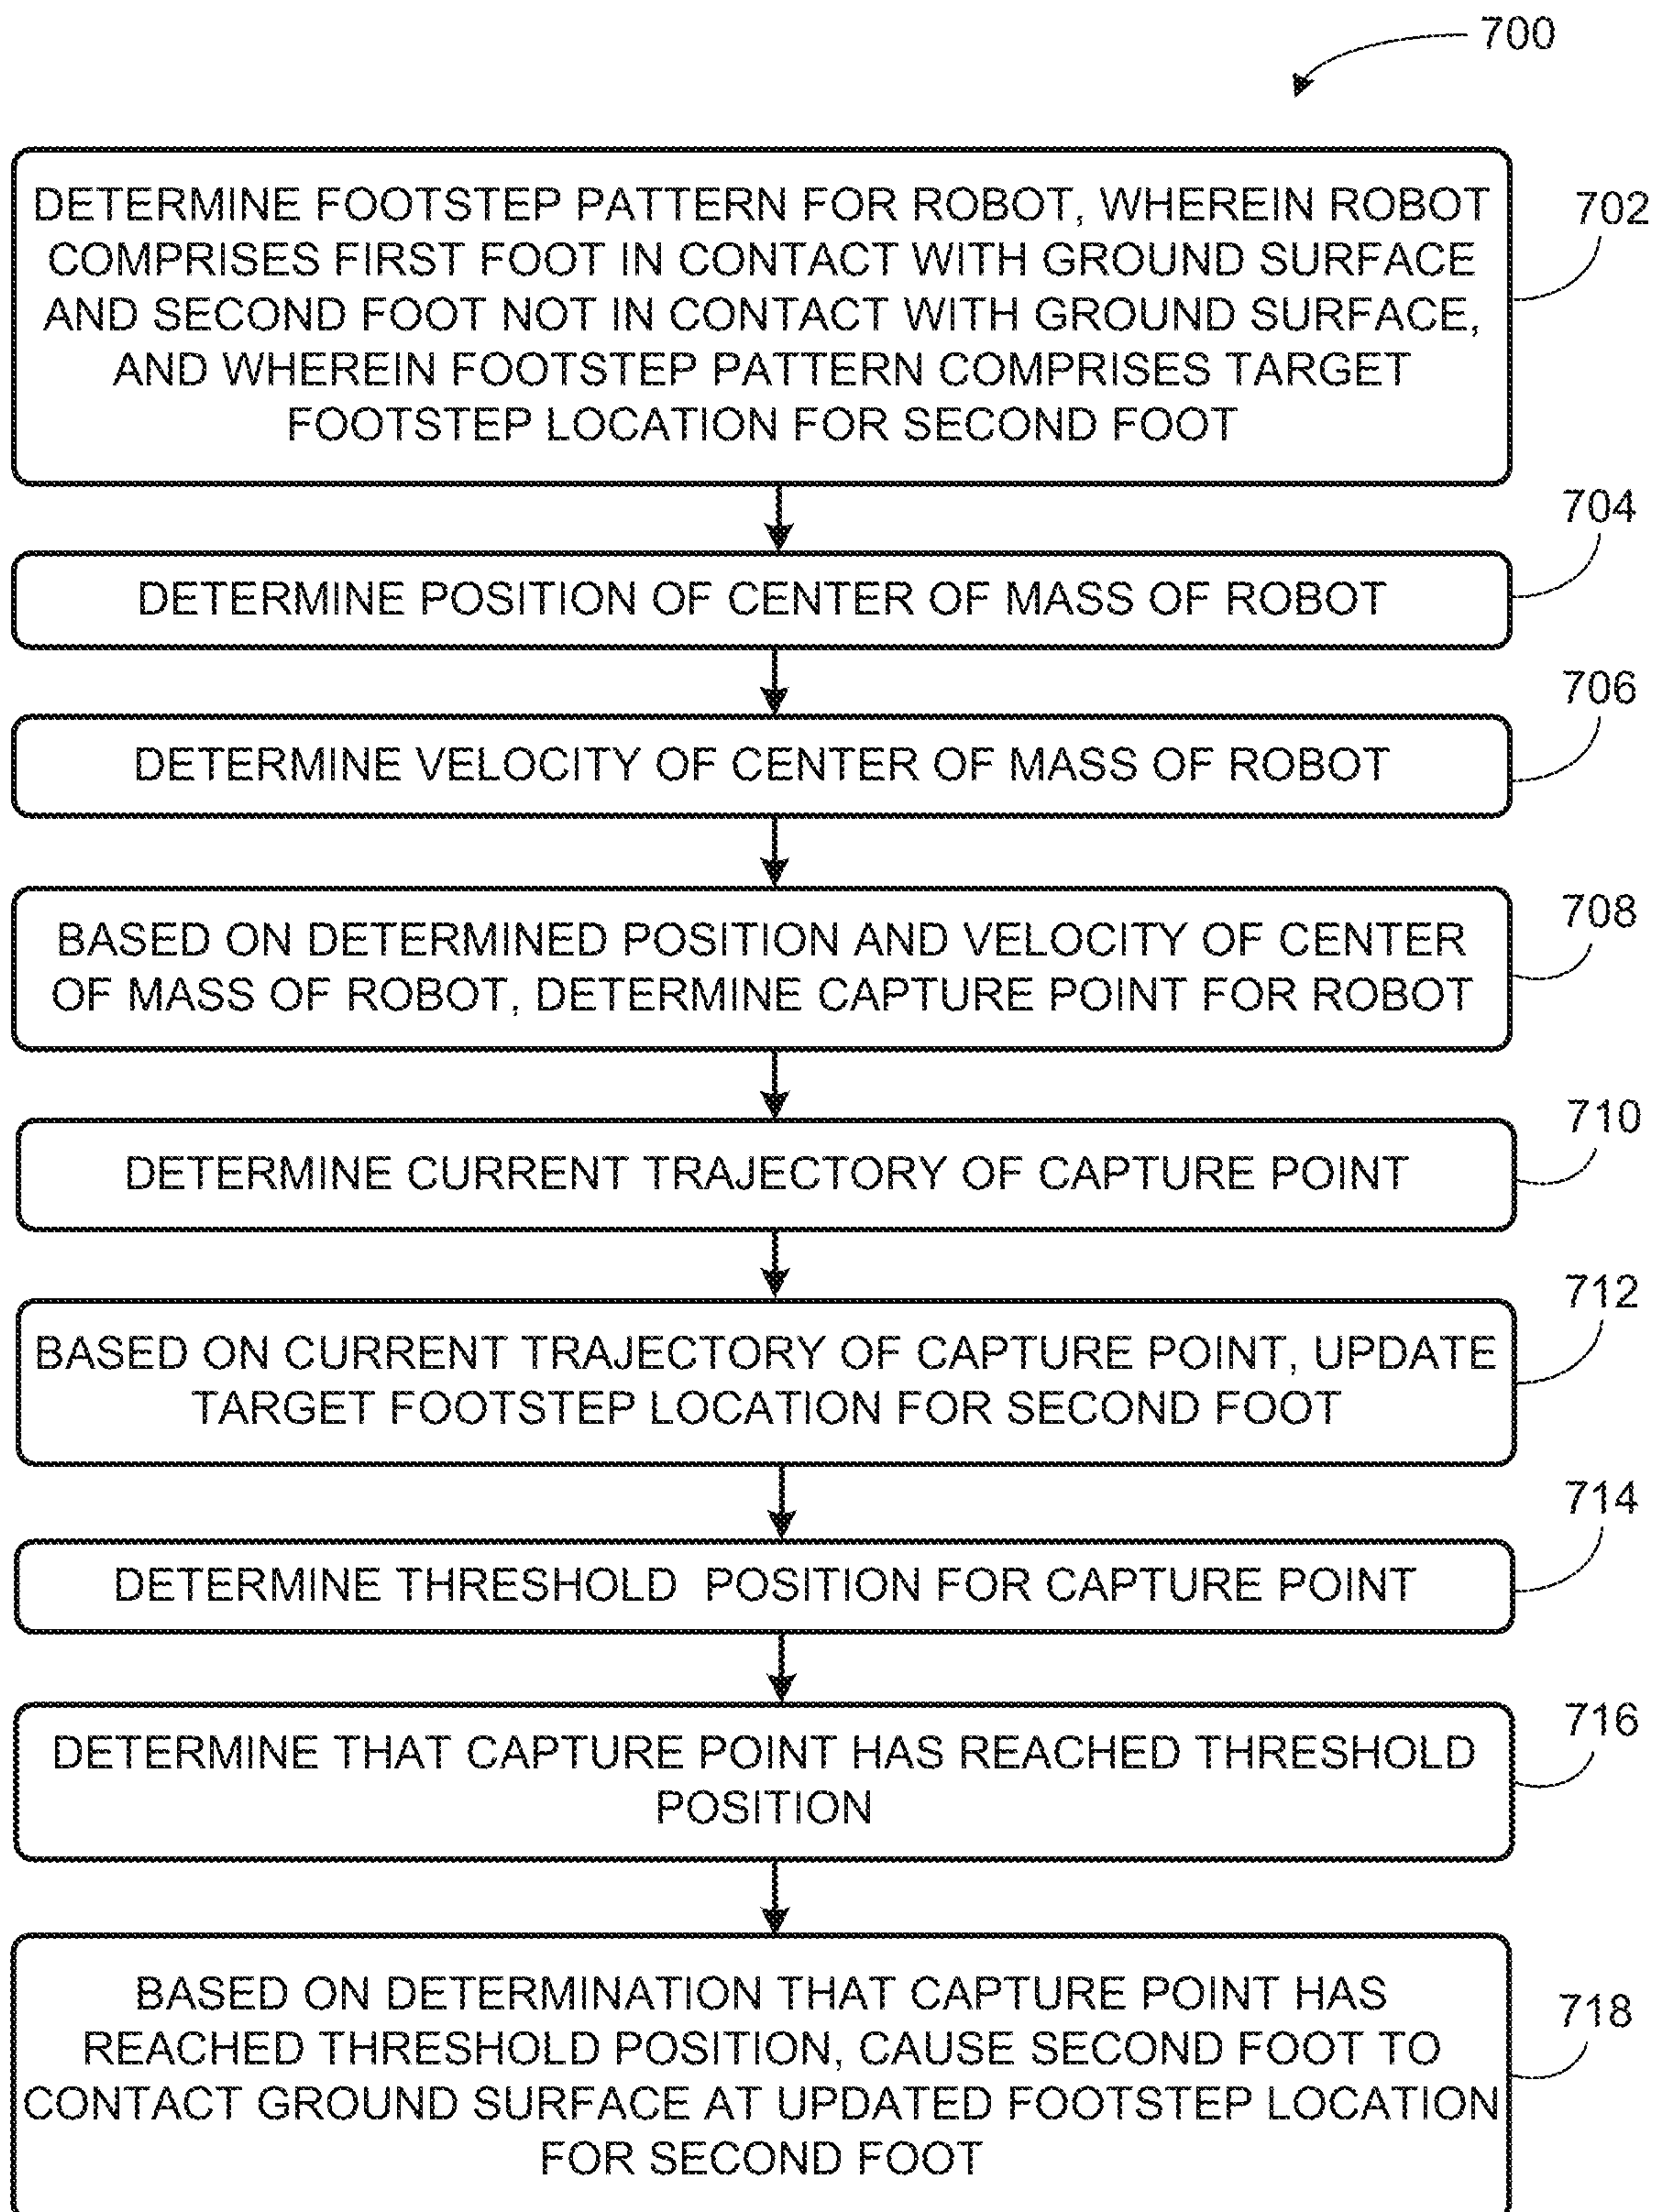 700
DETERMINE FOOTSTEP PATTERN FOR ROBOT, WHEREIN ROBOT
COMPRISES FIRST FOOT IN CONTACT WITH GROUND SURFACE
AND SECOND FOOT NOT IN CONTACT WITH GROUND SURFACE,
AND WHEREIN FOOTSTEP PATTERN COMPRISES TARGET
FOOTSTEP LOCATION FOR SECOND FOOT
702
704
DETERMINE POSITION OF CENTER OF MASS OF ROBOT
706
DETERMINE VELOCITY OF CENTER OF MASS OF ROBOT
708
BASED ON DETERMINED POSITION AND VELOCITY OF CENTER
OF MASS OF ROBOT, DETERMINE CAPTURE POINT FOR ROBOT
710
DETERMINE CURRENT TRAJECTORY OF CAPTURE POINT
712
BASED ON CURRENT TRAJECTORY OF CAPTURE POINT, UPDATE
TARGET FOOTSTEP LOCATION FOR SECOND FOOT
714
DETERMINE THRESHOLD POSITION FOR CAPTURE POINT
716
DETERMINE THAT CAPTURE POINT HAS REACHED THRESHOLD
POSITION
718
BASED ON DETERMINATION THAT CAPTURE POINT HAS
REACHED THRESHOLD POSITION, CAUSE SECOND FOOT TO
CONTACT GROUND SURFACE AT UPDATED FOOTSTEP LOCATION
FOR SECOND FOOT